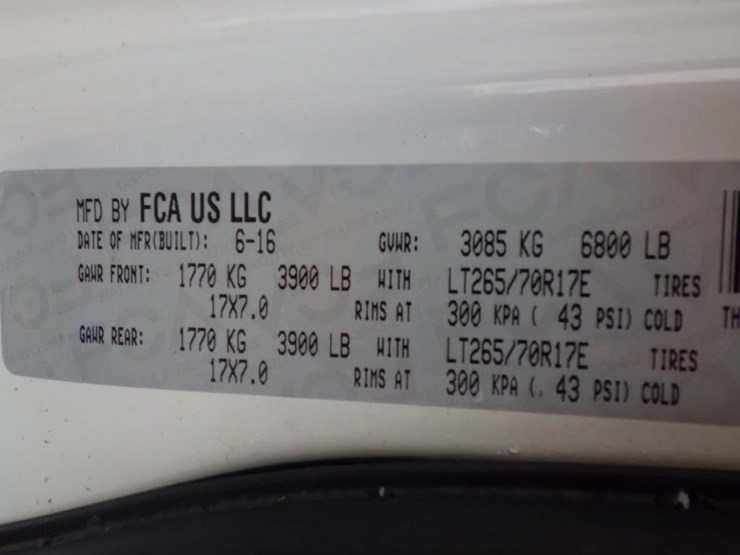 MFD BY FCA US LLC
DATE OF MFR(BUILT): 6-16 GVWR: 3085 KG 6800 LB
GAWR FRONT: 1770 KG 3900 LB WITH LT265/70R17E TIRES
17X7.0 RIMS AT 300 KPA ( 43 PSI) COLD TH
GAWR REAR: 1770 KG 3900 LB WITH LT265/70R17E TIRES
17X7.0 RIMS AT 300 KPA ( 43 PSI) COLD